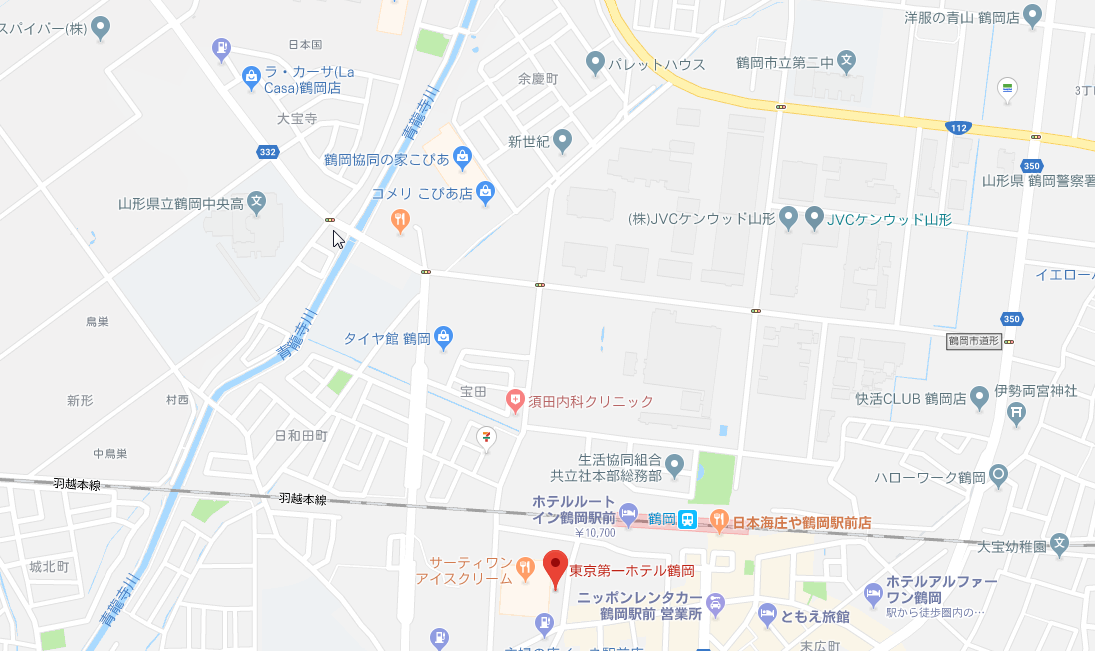 スパイパー(株)
日本国
ラ・カーサ(La
Casa)鶴岡店
大宝寺
332
青龍寺川
余慶町
パレットハウス
鶴岡市立第二中
文
洋服の青山 鶴岡店
3丁
112
350
山形県 鶴岡警察署
新世紀
鶴岡協同の家こぴあ
コメリ こぴあ店
山形県立鶴岡中央高
文
(株)JVCケンウッド山形
JVCケンウッド山形
イエローハ
350
鶴岡市道形
鳥巣
青龍寺川
タイヤ館 鶴岡
新形
村西
宝田
須田内科クリニック
快活CLUB 鶴岡店
伊勢両宮神社
日和田町
7
中鳥巣
生活協同組合
共立社本部総務部
ハローワーク鶴岡
羽越本線
羽越本線
ホテルルート
イン鶴岡駅前
¥10,700
鶴岡
日本海庄や鶴岡駅前店
大宝幼稚園
文
城北町
サーティワン
アイスクリーム
東京第一ホテル鶴岡
青龍寺川
ニッポンレンタカー
鶴岡駅前 営業所
ともえ旅館
ホテルアルファー
ワン鶴岡
駅から徒歩圏内の…
末広町